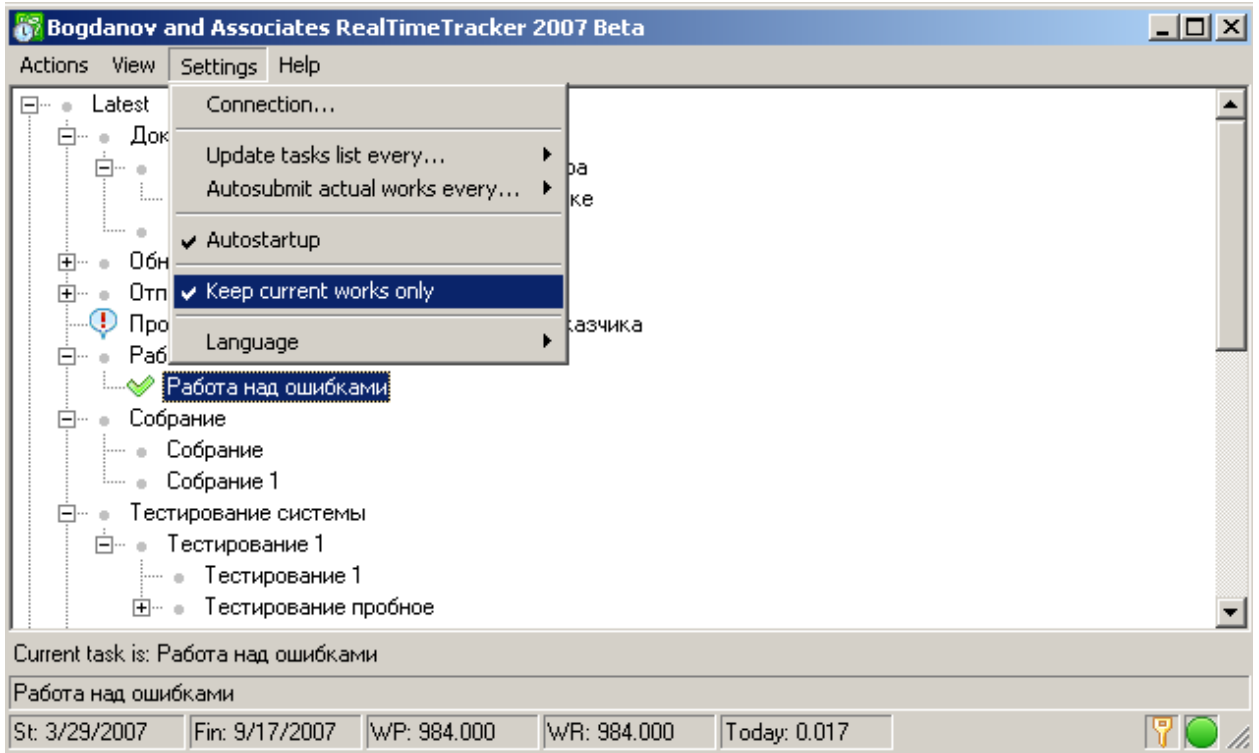 Bogdanov and Associates RealTimeTracker 2007 Beta
Actions View Settings Help
Latest
Connection...
Update tasks list every...
Autosubmit actual works every...
Autostartup
Keep current works only
Language
Работа над ошибками
Собрание
Собрание
Собрание 1
Тестирование системы
Тестирование 1
Тестирование 1
Тестирование пробное
Current task is: Работа над ошибками
Работа над ошибками
St: 3/29/2007 Fin: 9/17/2007 WP: 984.000 WR: 984.000 Today: 0.017